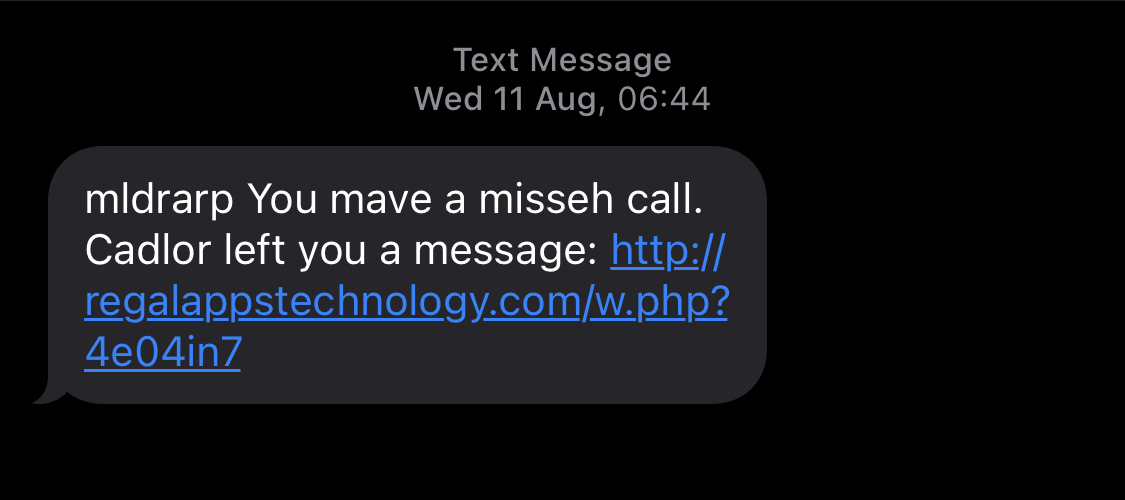 Text Message
Wed 11 Aug, 06:44
mldrarp You mave a misseh call.
Cadlor left you a message: http://
regalappstechnology.com/w.php?
4e04in7